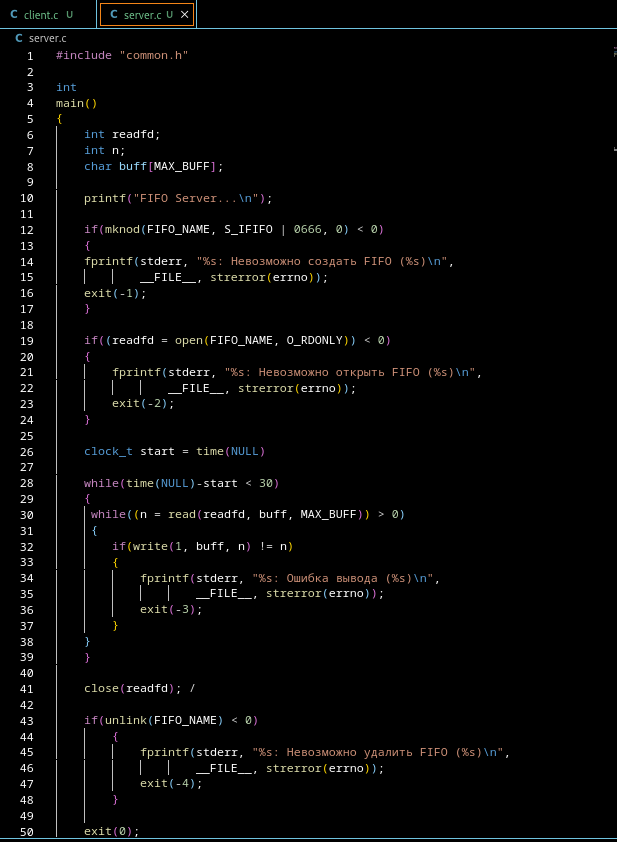 C client.c U C server.c U ×
C server.c
1 #include "common.h"
2
3 int
4 main()
5 {
6 int readfd;
7 int n;
8 char buff[MAX_BUFF];
9
10 printf("FIFO Server...\n");
11
12 if(mknod(FIFO_NAME, S_IFIFO | 0666, 0) < 0)
13 {
14 fprintf(stderr, "%s: Невозможно создать FIFO (%s)\n",
15 __FILE__, strerror(errno));
16 exit(-1);
17 }
18
19 if((readfd = open(FIFO_NAME, O_RDONLY)) < 0)
20 {
21 fprintf(stderr, "%s: Невозможно открыть FIFO (%s)\n",
22 __FILE__, strerror(errno));
23 exit(-2);
24 }
25
26 clock_t start = time(NULL)
27
28 while(time(NULL)-start < 30)
29 {
30 while((n = read(readfd, buff, MAX_BUFF)) > 0)
31 {
32 if(write(1, buff, n) != n)
33 {
34 fprintf(stderr, "%s: Ошибка вывода (%s)\n",
35 __FILE__, strerror(errno));
36 exit(-3);
37 }
38 }
39 }
40
41 close(readfd); /
42
43 if(unlink(FIFO_NAME) < 0)
44 {
45 fprintf(stderr, "%s: Невозможно удалить FIFO (%s)\n",
46 __FILE__, strerror(errno));
47 exit(-4);
48 }
49
50 exit(0);